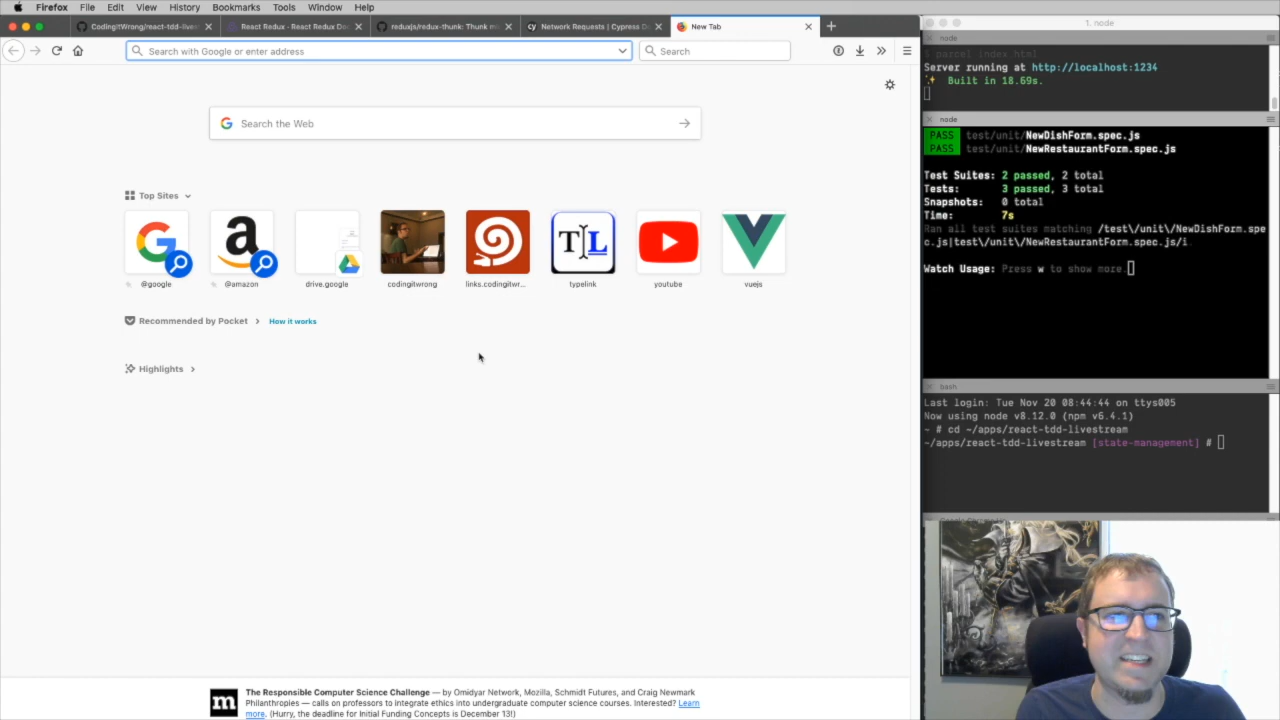 Firefox File Edit View History Bookmarks Tools Window Help
CodingItWrong/react-tdd-lives
React Redux · React Redux Do
reduxjs/redux-thunk: Thunk m
Network Requests | Cypress D
New Tab
Search with Google or enter address
Search
Search the Web
Top Sites
@google
@amazon
drive.google
codingitwrong
links.codingitwr...
typelink
youtube
vuejs
Recommended by Pocket
How it works
Highlights
The Responsible Computer Science Challenge — by Omidyar Network, Mozilla, Schmidt Futures, and Craig Newmark
Philanthropies — calls on professors to integrate ethics into undergraduate computer science courses. Interested? Learn
more. (Hurry, the deadline for Initial Funding Concepts is December 13!)
1. node
node
$ parcel index.html
Server running at http://localhost:1234
✨ Built in 18.69s.
node
PASS test/unit/NewDishForm.spec.js
PASS test/unit/NewRestaurantForm.spec.js
Test Suites: 2 passed, 2 total
Tests: 3 passed, 3 total
Snapshots: 0 total
Time: 7s
Ran all test suites matching /test\/unit\/NewDishForm.spe
c.js|test\/unit\/NewRestaurantForm.spec.js/i.
Watch Usage: Press w to show more.
bash
Last login: Tue Nov 20 08:44:44 on ttys005
Now using node v8.12.0 (npm v6.4.1)
~ # cd ~/apps/react-tdd-livestream
~/apps/react-tdd-livestream [state-management] #